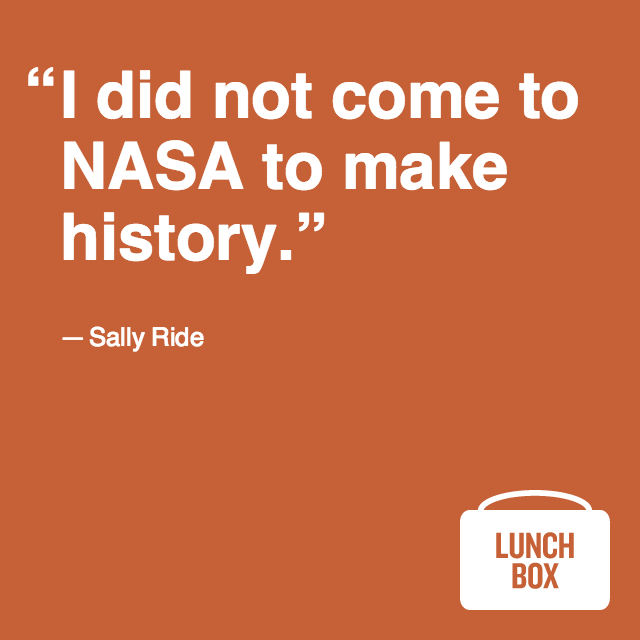 “I did not come to
NASA to make
history.”
— Sally Ride
LUNCH
BOX